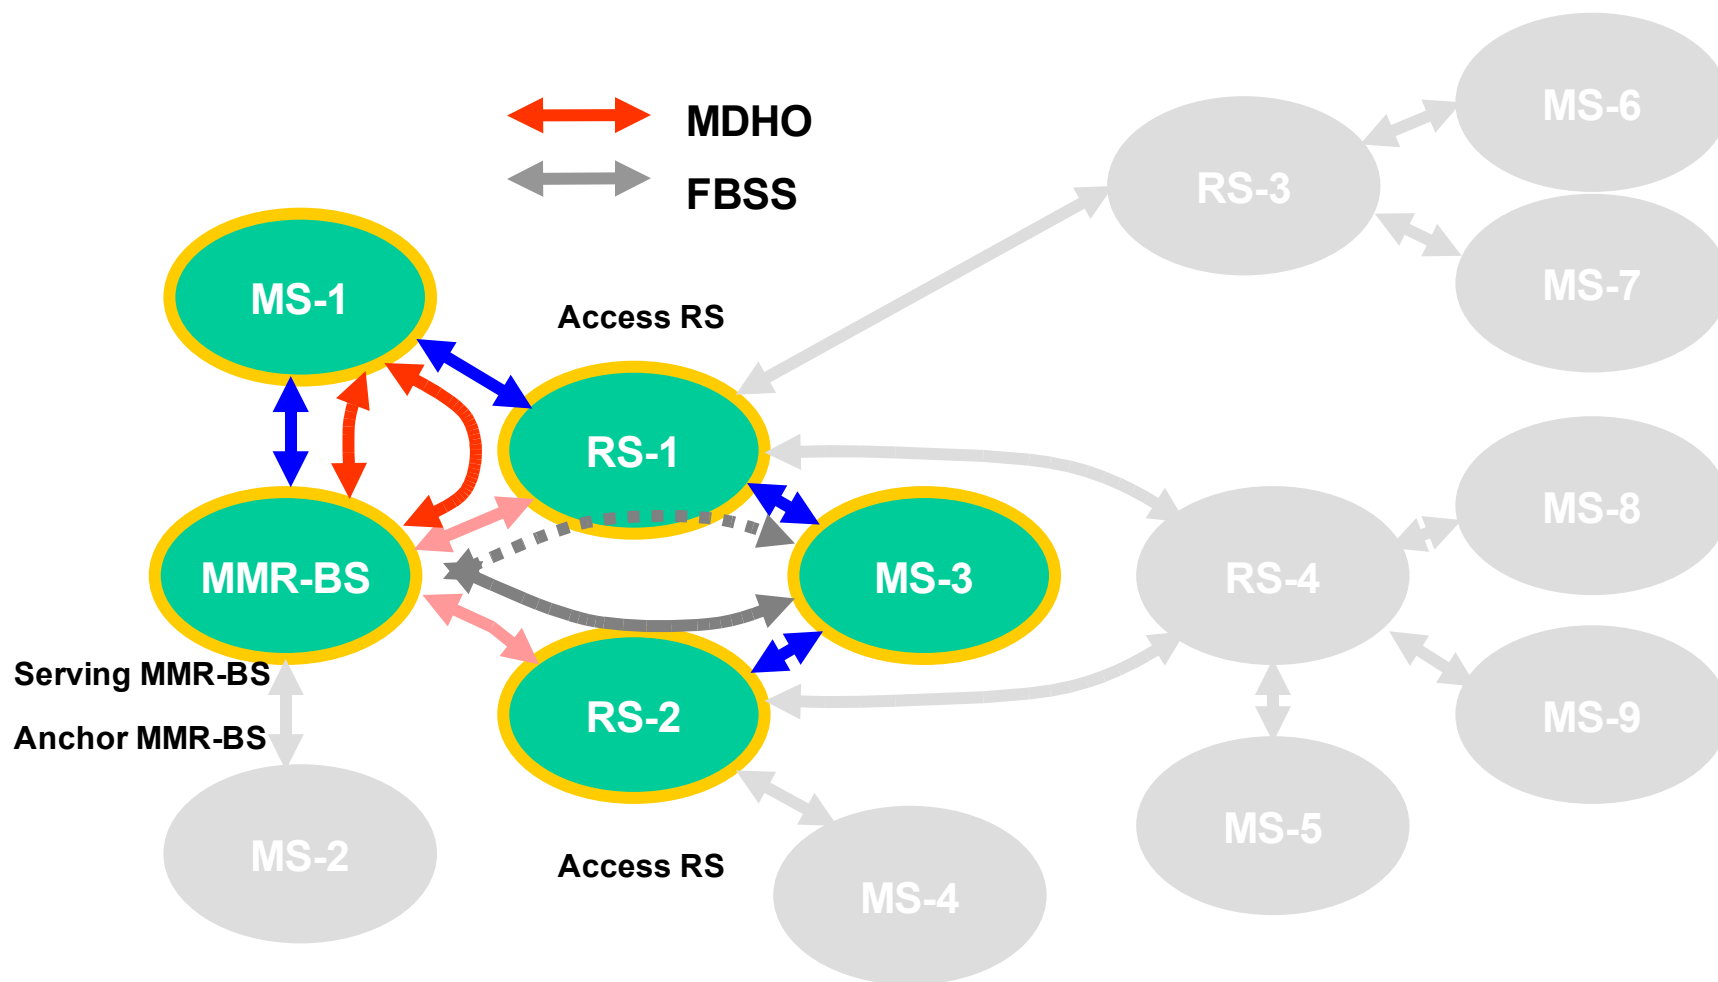 MDHO
FBSS
MS-6
RS-3
MS-7
MS-1
Access RS
RS-1
MS-8
MMR-BS
MS-3
RS-4
Serving MMR-BS
Anchor MMR-BS
RS-2
MS-9
MS-2
Access RS
MS-4
MS-5